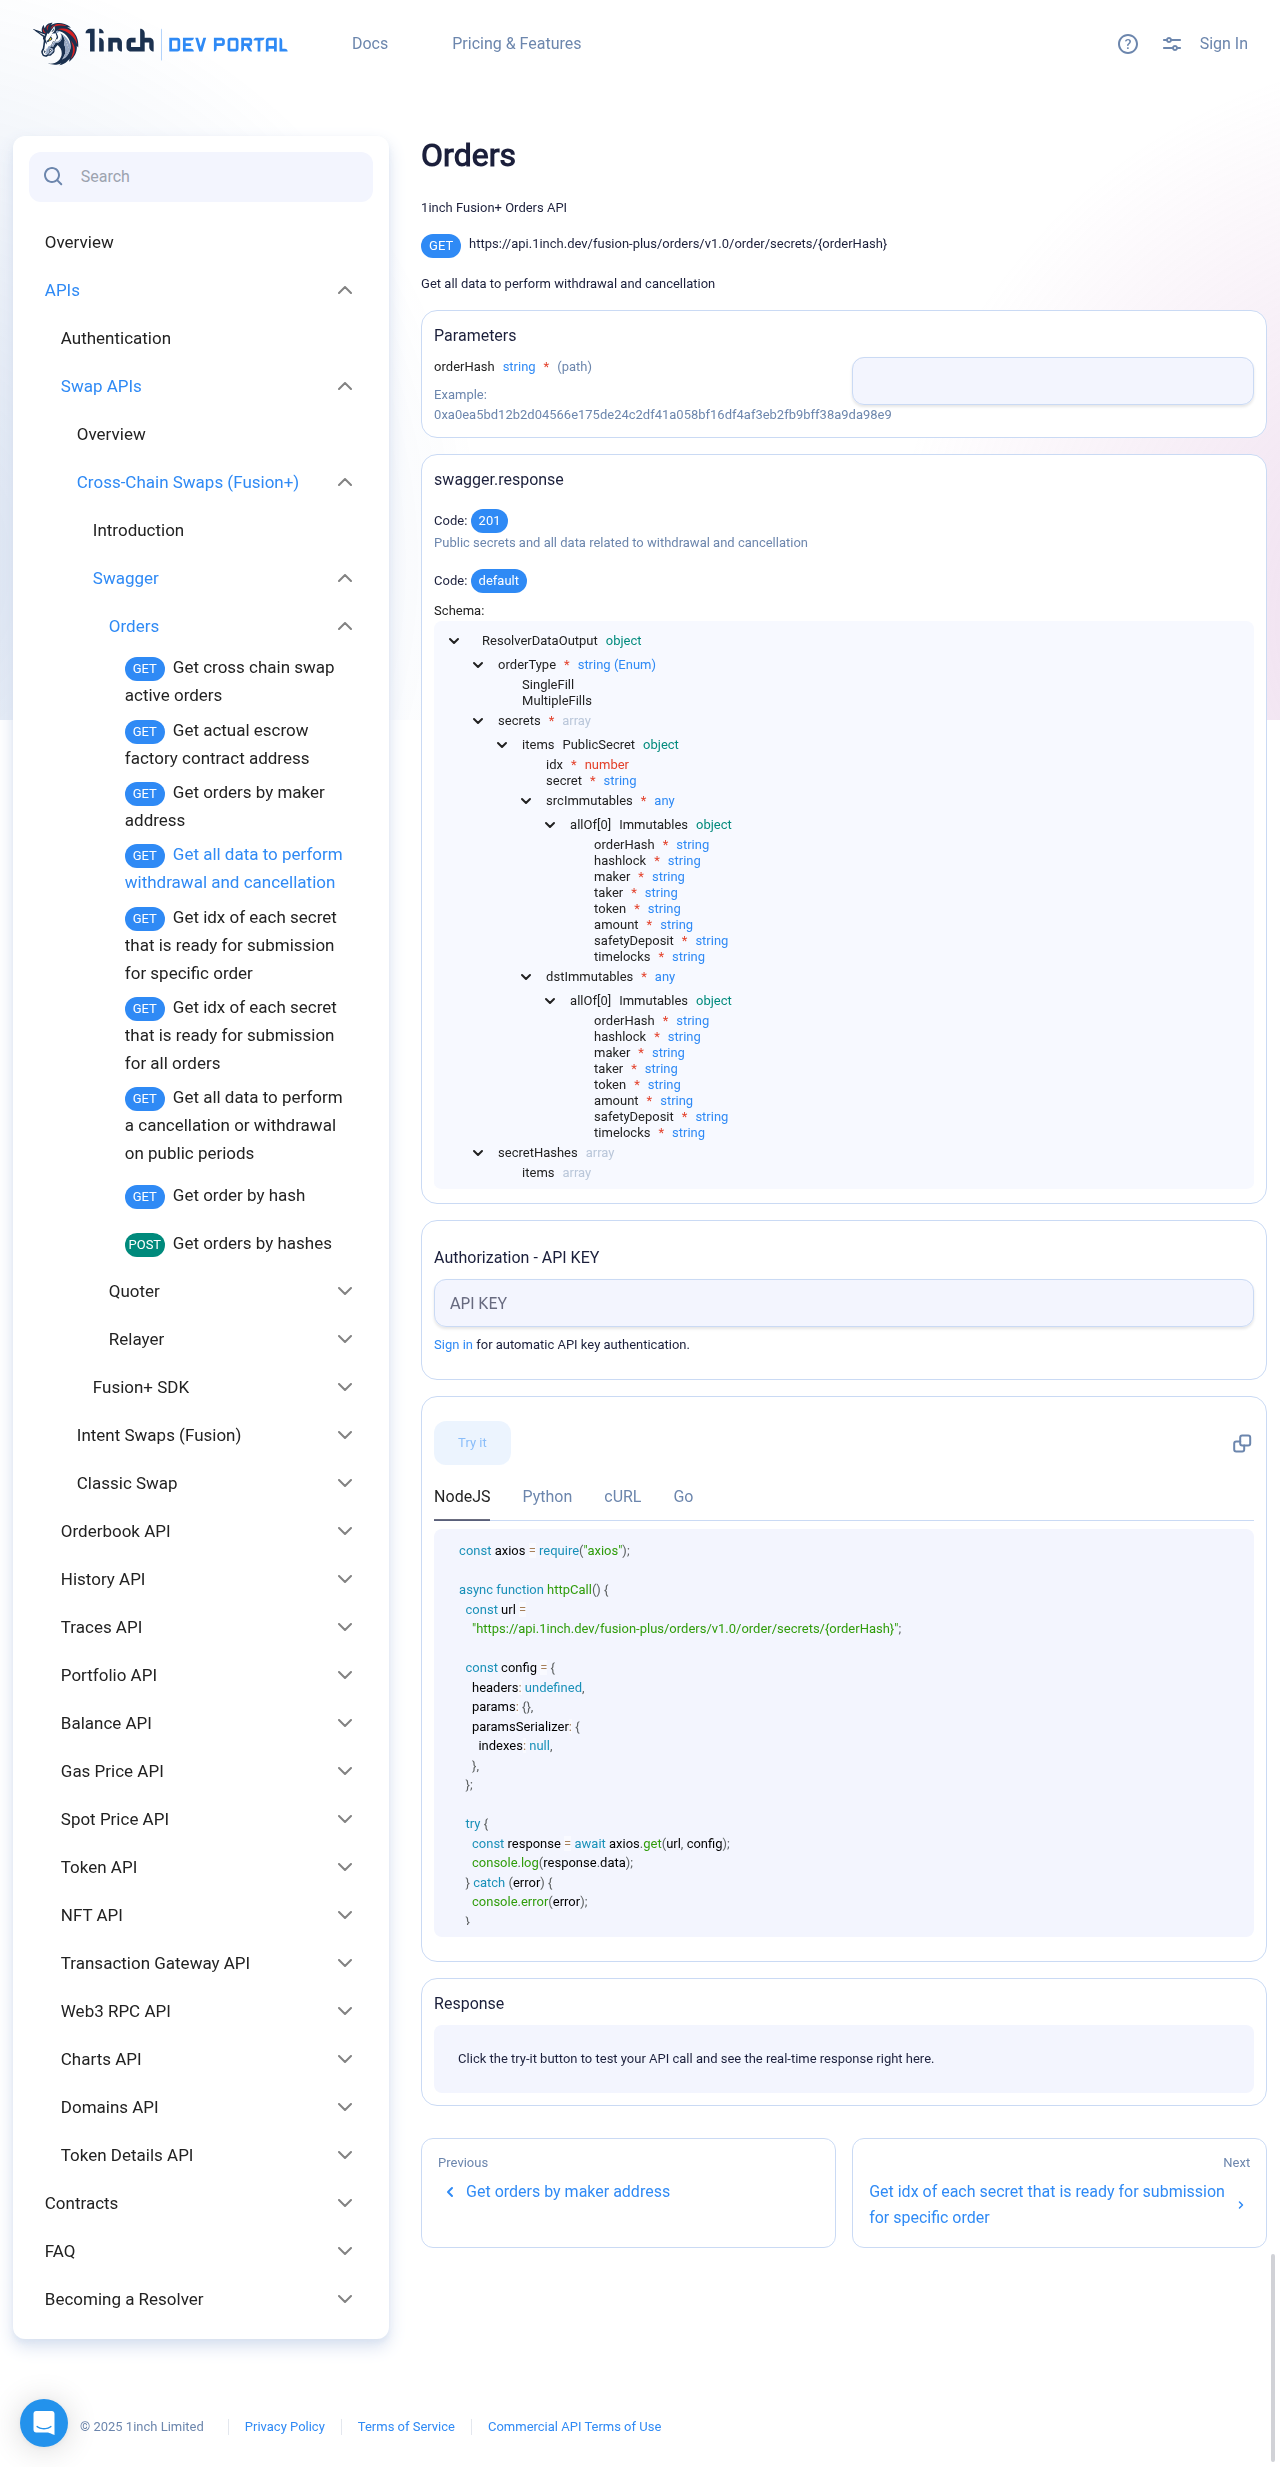 1inch DEV PORTAL
Docs
Pricing & Features
Sign In
Search
Overview
APIs
Authentication
Swap APIs
Overview
Cross-Chain Swaps (Fusion+)
Introduction
Swagger
Orders
GET Get cross chain swap
active orders
GET Get actual escrow
factory contract address
GET Get orders by maker
address
GET Get all data to perform
withdrawal and cancellation
GET Get idx of each secret
that is ready for submission
for specific order
GET Get idx of each secret
that is ready for submission
for all orders
GET Get all data to perform
a cancellation or withdrawal
on public periods
GET Get order by hash
POST Get orders by hashes
Quoter
Relayer
Fusion+ SDK
Intent Swaps (Fusion)
Classic Swap
Orderbook API
History API
Traces API
Portfolio API
Balance API
Gas Price API
Spot Price API
Token API
NFT API
Transaction Gateway API
Web3 RPC API
Charts API
Domains API
Token Details API
Contracts
FAQ
Becoming a Resolver
Orders
1inch Fusion+ Orders API
GET https://api.1inch.dev/fusion-plus/orders/v1.0/order/secrets/{orderHash}
Get all data to perform withdrawal and cancellation
Parameters
orderHash string * (path)
Example:
0xa0ea5bd12b2d04566e175de24c2df41a058bf16df4af3eb2fb9bff38a9da98e9
swagger.response
Code: 201
Public secrets and all data related to withdrawal and cancellation
Code: default
Schema:
ResolverDataOutput object
orderType * string (Enum)
SingleFill
MultipleFills
secrets * array
items PublicSecret object
idx * number
secret * string
srcImmutables * any
allOf[0] Immutables object
orderHash * string
hashlock * string
maker * string
taker * string
token * string
amount * string
safetyDeposit * string
timelocks * string
dstImmutables * any
allOf[0] Immutables object
orderHash * string
hashlock * string
maker * string
taker * string
token * string
amount * string
safetyDeposit * string
timelocks * string
secretHashes array
items array
Authorization - API KEY
API KEY
Sign in for automatic API key authentication.
Try it
NodeJS Python cURL Go
const axios = require("axios");
async function httpCall() {
const url =
"https://api.1inch.dev/fusion-plus/orders/v1.0/order/secrets/{orderHash}";
const config = {
headers: undefined,
params: {},
paramsSerializer: {
indexes: null,
},
};
try {
const response = await axios.get(url, config);
console.log(response.data);
} catch (error) {
console.error(error);
}
Response
Click the try-it button to test your API call and see the real-time response right here.
Previous
Get orders by maker address
Next
Get idx of each secret that is ready for submission
for specific order
© 2025 1inch Limited
Privacy Policy
Terms of Service
Commercial API Terms of Use